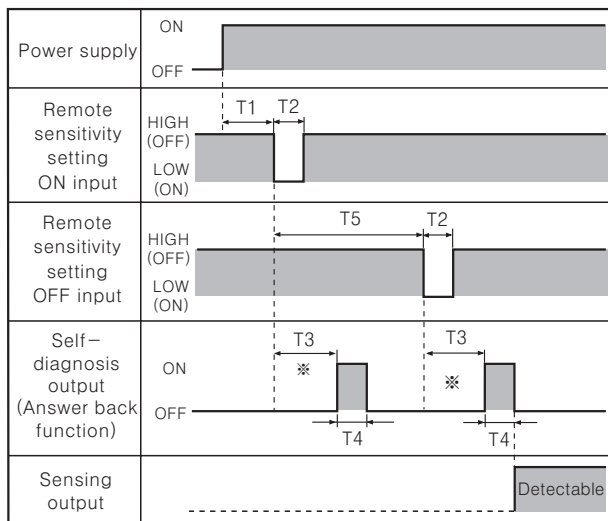 Power supply
ON
OFF
Remote
sensitivity
setting
ON input
HIGH
(OFF)
LOW
(ON)
T1
T2
Remote
sensitivity
setting
OFF input
HIGH
(OFF)
LOW
(ON)
T5
T2
Self-
diagnosis
output
(Answer back
function)
ON
OFF
T3
※
T4
T3
※
T4
Sensing
output
Detectable